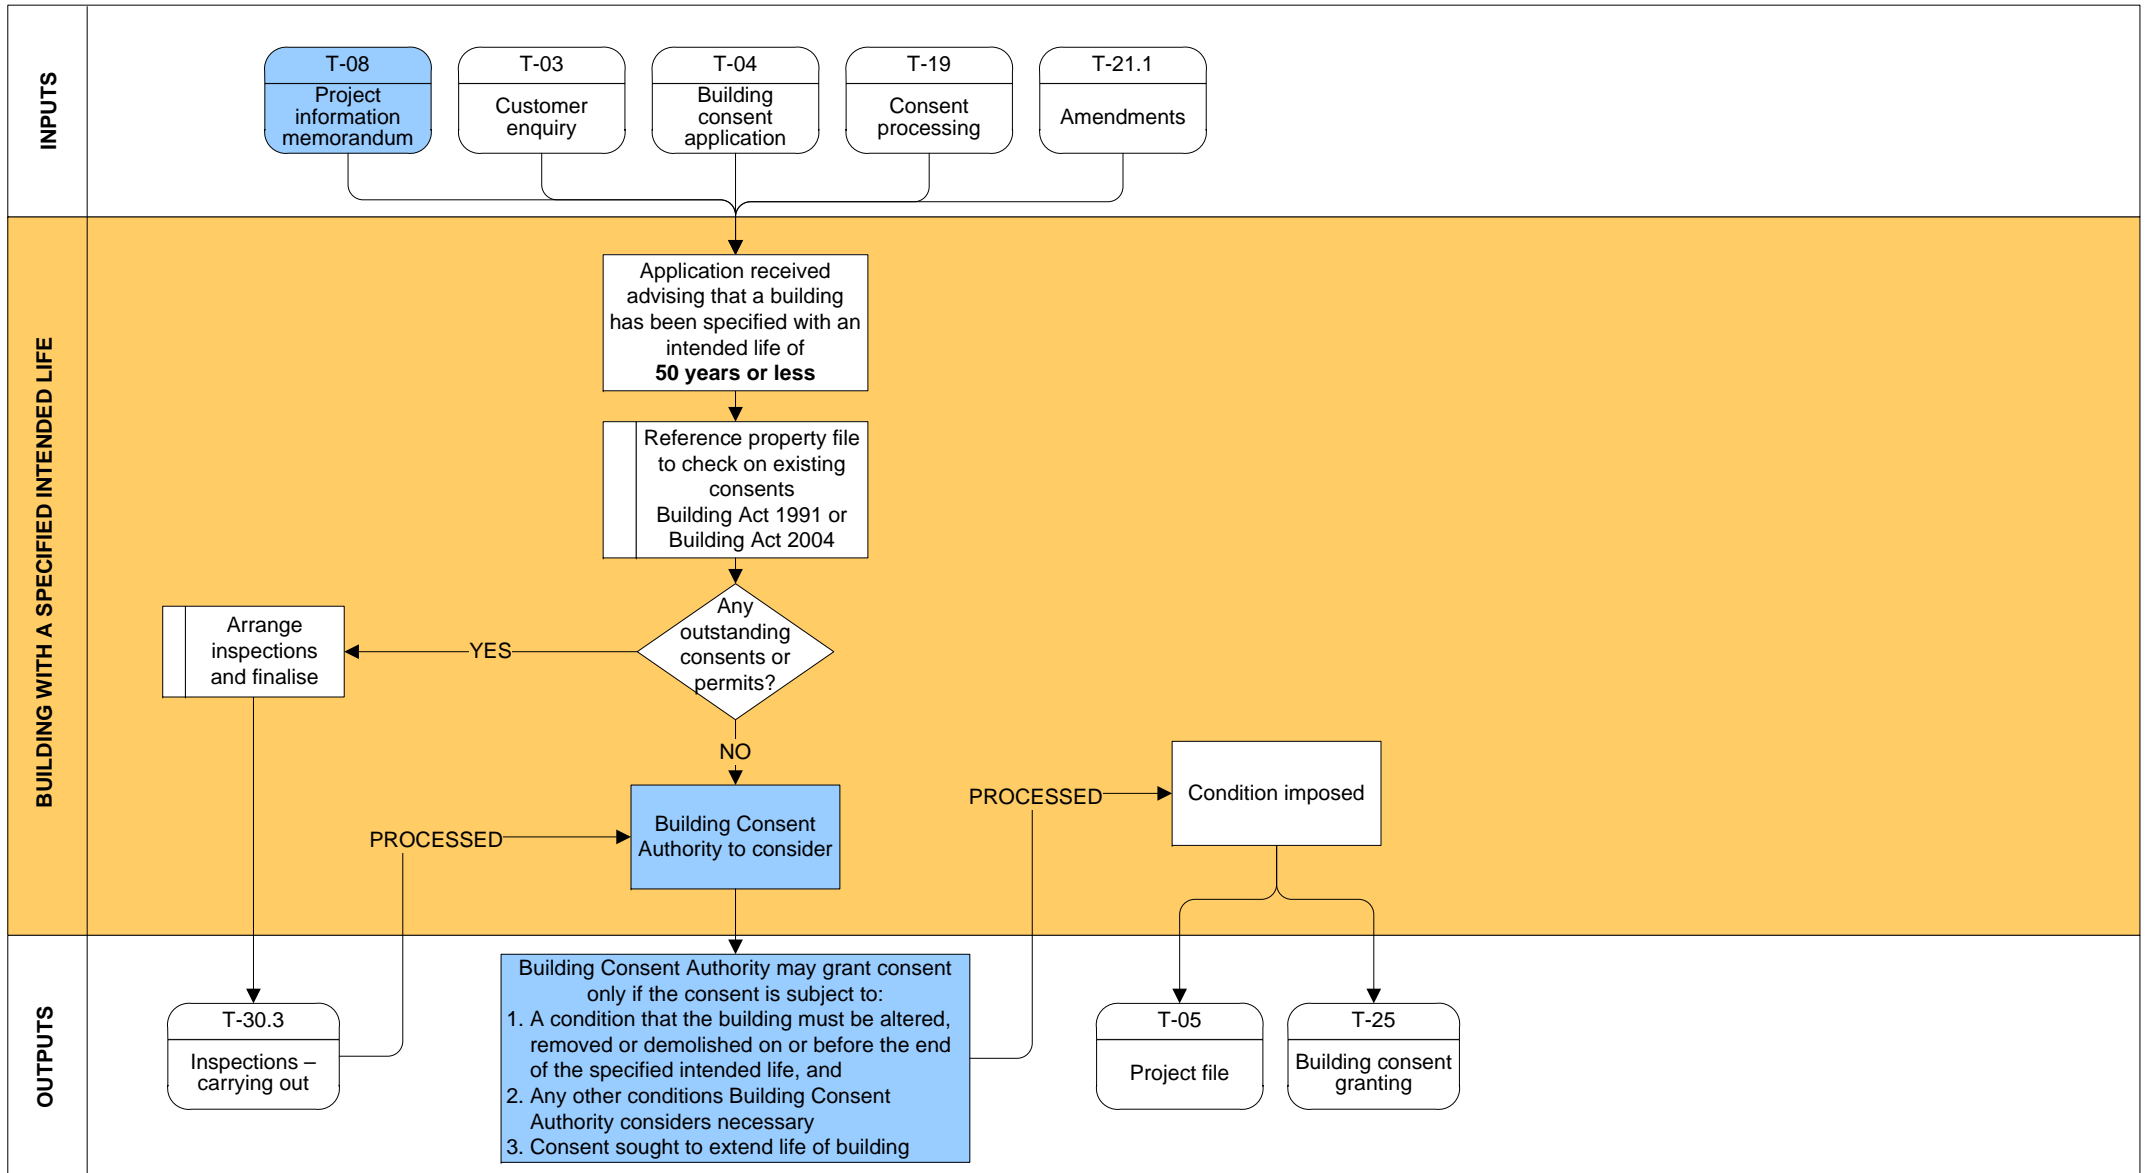 INPUTS
T-08
Project
information
memorandum
T-03
Customer
enquiry
T-04
Building
consent
application
T-19
Consent
processing
T-21.1
Amendments
BUILDING WITH A SPECIFIED INTENDED LIFE
Application received
advising that a building
has been specified with an
intended life of
50 years or less
Reference property file
to check on existing
consents
Building Act 1991 or
Building Act 2004
Any
outstanding
consents or
permits?
YES
Arrange
inspections
and finalise
NO
Building Consent
Authority to consider
PROCESSED
PROCESSED
Condition imposed
OUTPUTS
T-30.3
Inspections –
carrying out
Building Consent Authority may grant consent
only if the consent is subject to:
1. A condition that the building must be altered,
removed or demolished on or before the end
of the specified intended life, and
2. Any other conditions Building Consent
Authority considers necessary
3. Consent sought to extend life of building
T-05
Project file
T-25
Building consent
granting